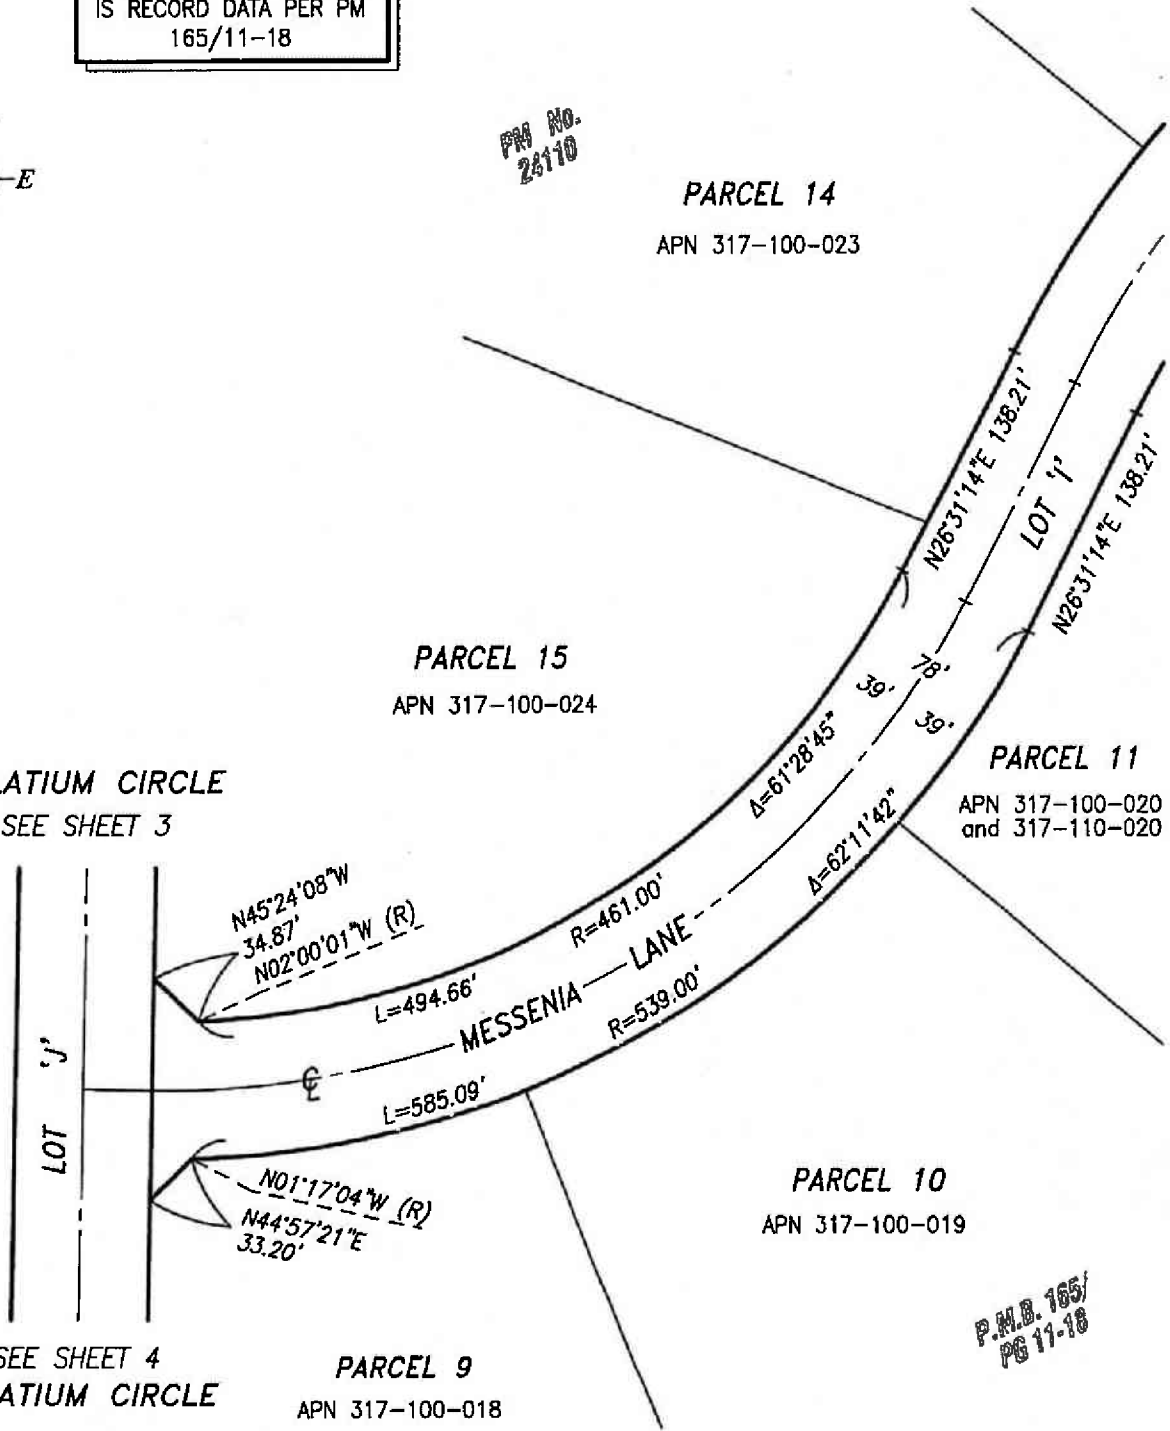 IS RECORD DATA PER PM
165/11-18
E
PM No.
24110
PARCEL 14
APN 317-100-023
N26°31'14"E 138.21'
LOT 'I'
N26°31'14"E 138.21'
PARCEL 15
APN 317-100-024
39'
78'
39'
Δ=61°28'45"
Δ=62°11'42"
PARCEL 11
APN 317-100-020
and 317-110-020
LATIUM CIRCLE
SEE SHEET 3
N45°24'08"W
34.87'
N02°00'01"W (R)
R=461.00'
L=494.66'
MESSENIA LANE
R=539.00'
L=585.09'
℄
LOT 'J'
N01°17'04"W (R)
N44°57'21"E
33.20'
PARCEL 10
APN 317-100-019
P.M.B. 165/
PG 11-18
SEE SHEET 4
ATIUM CIRCLE
PARCEL 9
APN 317-100-018